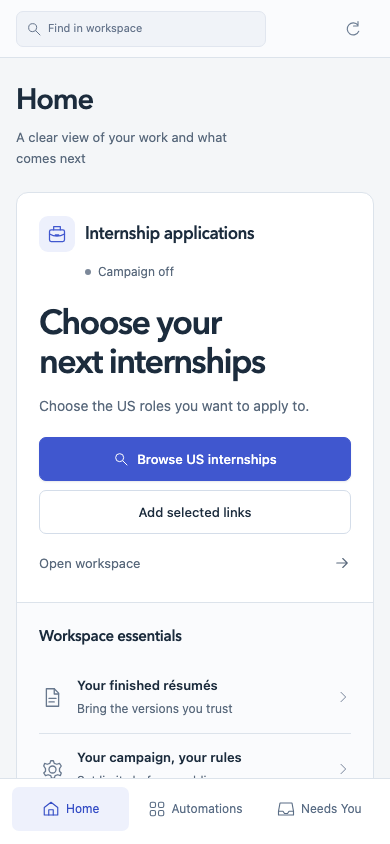 Find in workspace
Home
A clear view of your work and what
comes next
Internship applications
Campaign off
Choose your
next internships
Choose the US roles you want to apply to.
Browse US internships
Add selected links
Open workspace
Workspace essentials
Your finished résumés
Bring the versions you trust
Your campaign, your rules
Home
Automations
Needs You